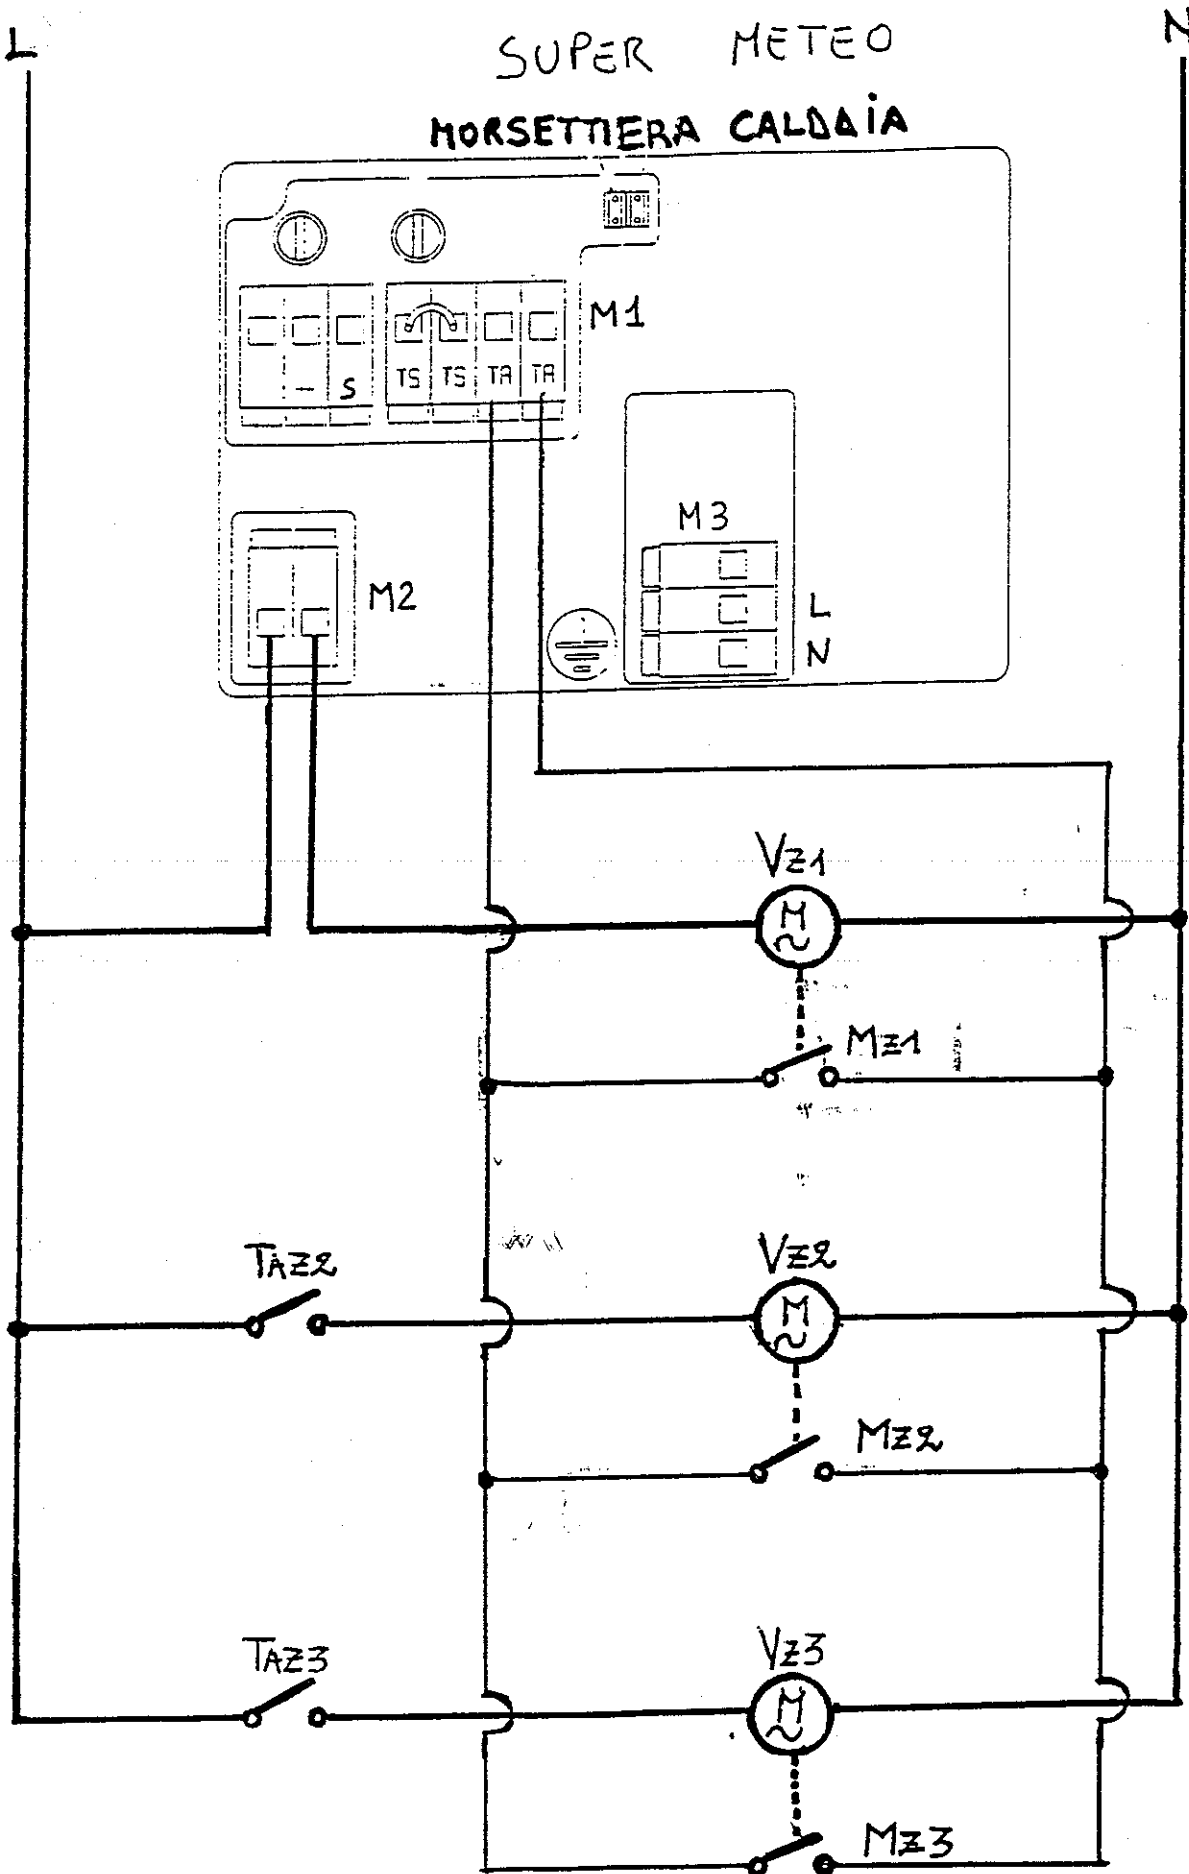 L
N
SUPER METEO
MORSETTIERA CALDAIA
M1
- S TS TS TA TA
M3
M2
L
N
VZ1
M
MZ1
TAZ2
VZ2
M
MZ2
TAZ3
VZ3
M
MZ3